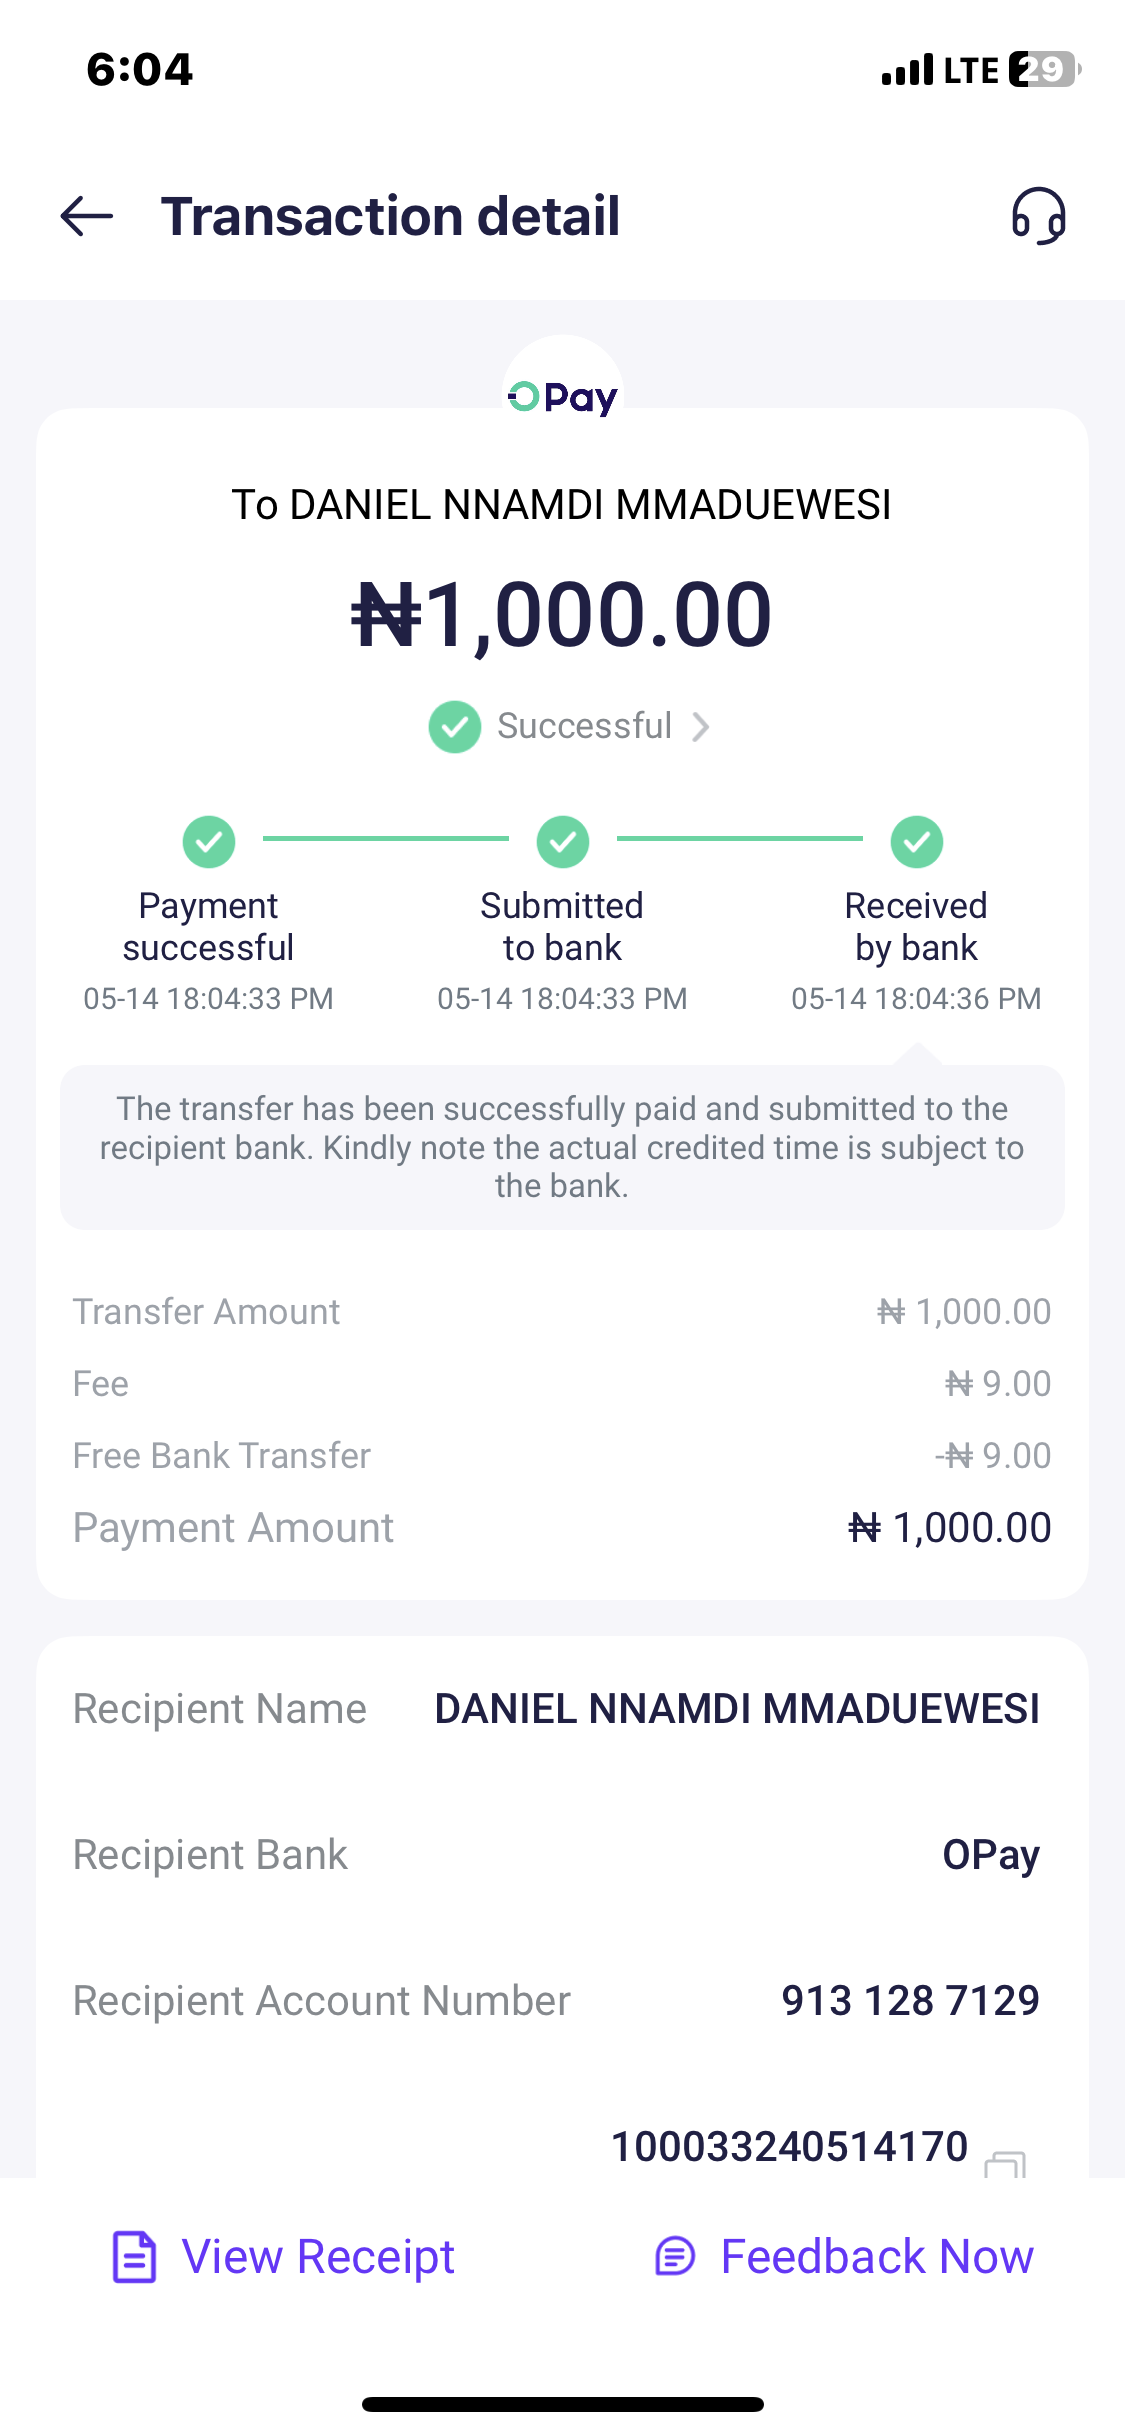 6:04
LTE 29
Transaction detail
OPay
To DANIEL NNAMDI MMADUEWESI
₦1,000.00
Successful
Payment successful
05-14 18:04:33 PM
Submitted to bank
05-14 18:04:33 PM
Received by bank
05-14 18:04:36 PM
The transfer has been successfully paid and submitted to the
recipient bank. Kindly note the actual credited time is subject to
the bank.
Transfer Amount ₦ 1,000.00
Fee ₦ 9.00
Free Bank Transfer -₦ 9.00
Payment Amount ₦ 1,000.00
Recipient Name DANIEL NNAMDI MMADUEWESI
Recipient Bank OPay
Recipient Account Number 913 128 7129
100033240514170
View Receipt
Feedback Now